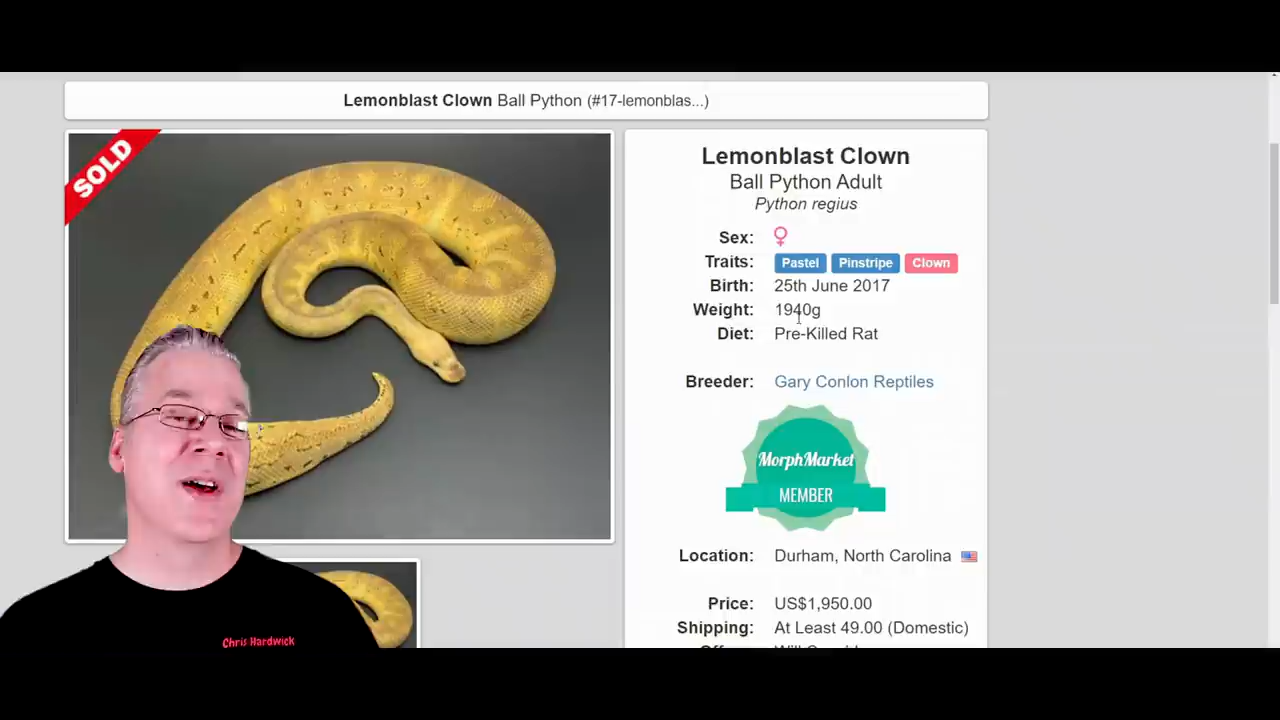 Lemonblast Clown Ball Python (#17-lemonblas...)
SOLD
Lemonblast Clown
Ball Python Adult
Python regius
Sex: ♀
Traits: Pastel Pinstripe Clown
Birth: 25th June 2017
Weight: 1940g
Diet: Pre-Killed Rat
Breeder: Gary Conlon Reptiles
MorphMarket
MEMBER
Location: Durham, North Carolina
Price: US$1,950.00
Shipping: At Least 49.00 (Domestic)
Chris Hardwick